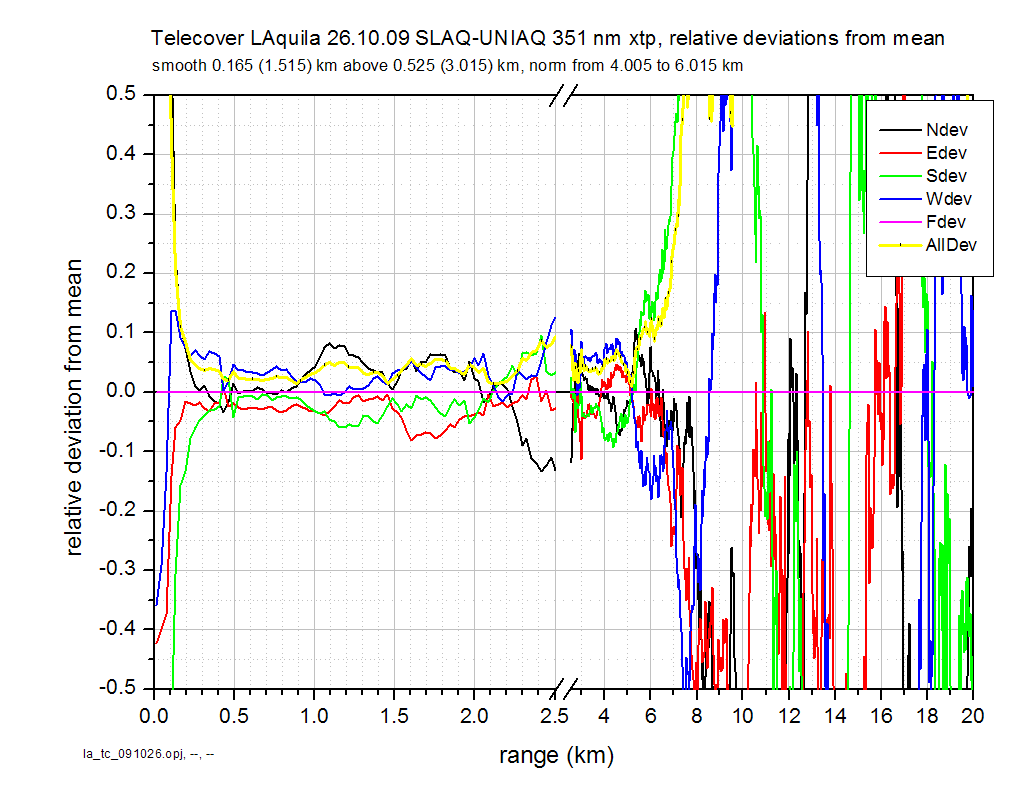 Telecover LAquila 26.10.09 SLAQ-UNIAQ 351 nm xtp, relative deviations from mean
smooth 0.165 (1.515) km above 0.525 (3.015) km, norm from 4.005 to 6.015 km
0.5
0.4
0.3
0.2
0.1
0.0
-0.1
-0.2
-0.3
-0.4
-0.5
relative deviation from mean
Ndev
Edev
Sdev
Wdev
Fdev
AllDev
0.0 0.5 1.0 1.5 2.0 2.5 4 6 8 10 12 14 16 18 20
range (km)
la_tc_091026.opj, --, --